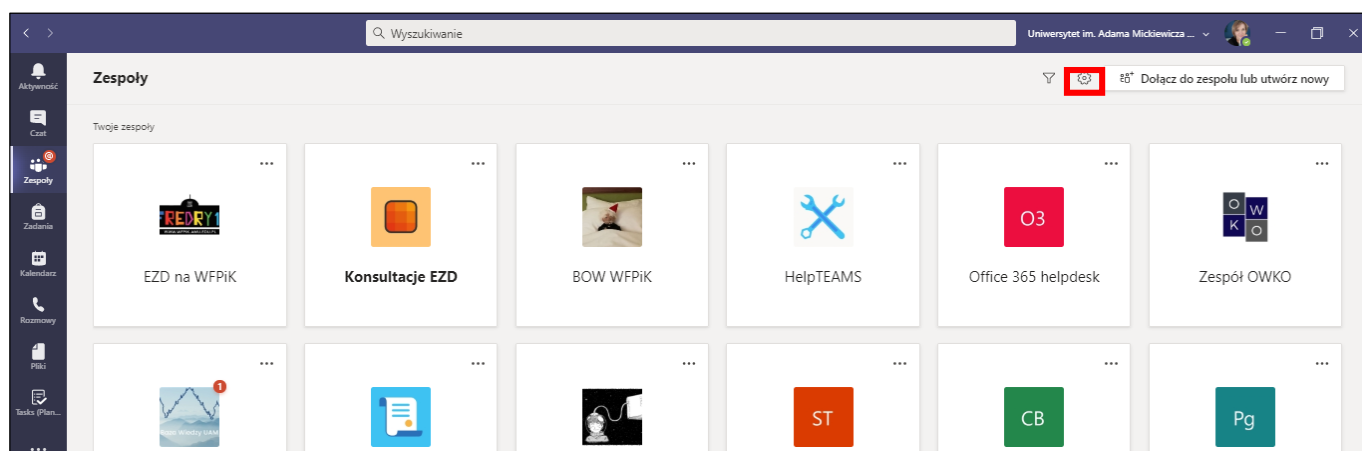 Wyszukiwanie
Uniwersytet im. Adama Mickiewicza ...
Aktywność
Zespoły
Dołącz do zespołu lub utwórz nowy
Czat
Twoje zespoły
Zespoły
Zadania
Kalendarz
Rozmowy
Pliki
Tasks (Plan...
REDRY1
EZD na WFPiK
Konsultacje EZD
BOW WFPiK
HelpTEAMS
O3
Office 365 helpdesk
O W
K O
Zespół OWKO
1
ST
CB
Pg